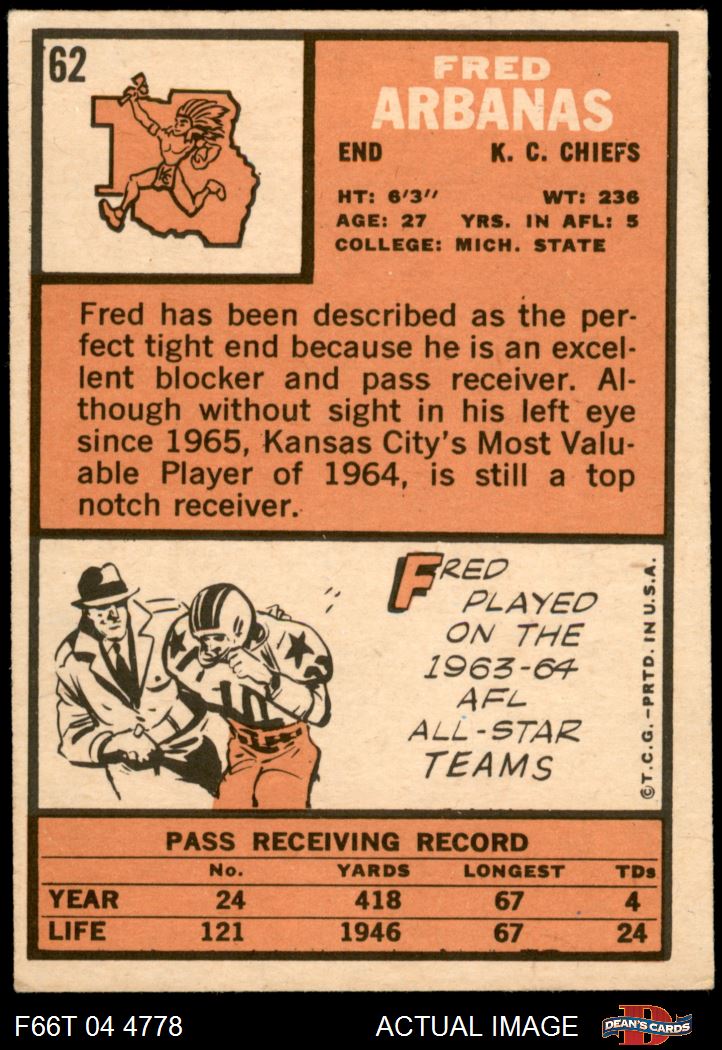 62
FRED
ARBANAS
END K. C. CHIEFS
HT: 6'3" WT: 236
AGE: 27 YRS. IN AFL: 5
COLLEGE: MICH. STATE
KC
Fred has been described as the per-
fect tight end because he is an excel-
lent blocker and pass receiver. Al-
though without sight in his left eye
since 1965, Kansas City's Most Valu-
able Player of 1964, is still a top
notch receiver.
FRED
PLAYED
ON THE
1963-64
AFL
ALL-STAR
TEAMS
©T.C.G.-PRTD. IN U.S.A.
10
PASS RECEIVING RECORD
No. YARDS LONGEST TDs
YEAR 24 418 67 4
LIFE 121 1946 67 24
F66T 04 4778 ACTUAL IMAGE D DEAN'S CARDS